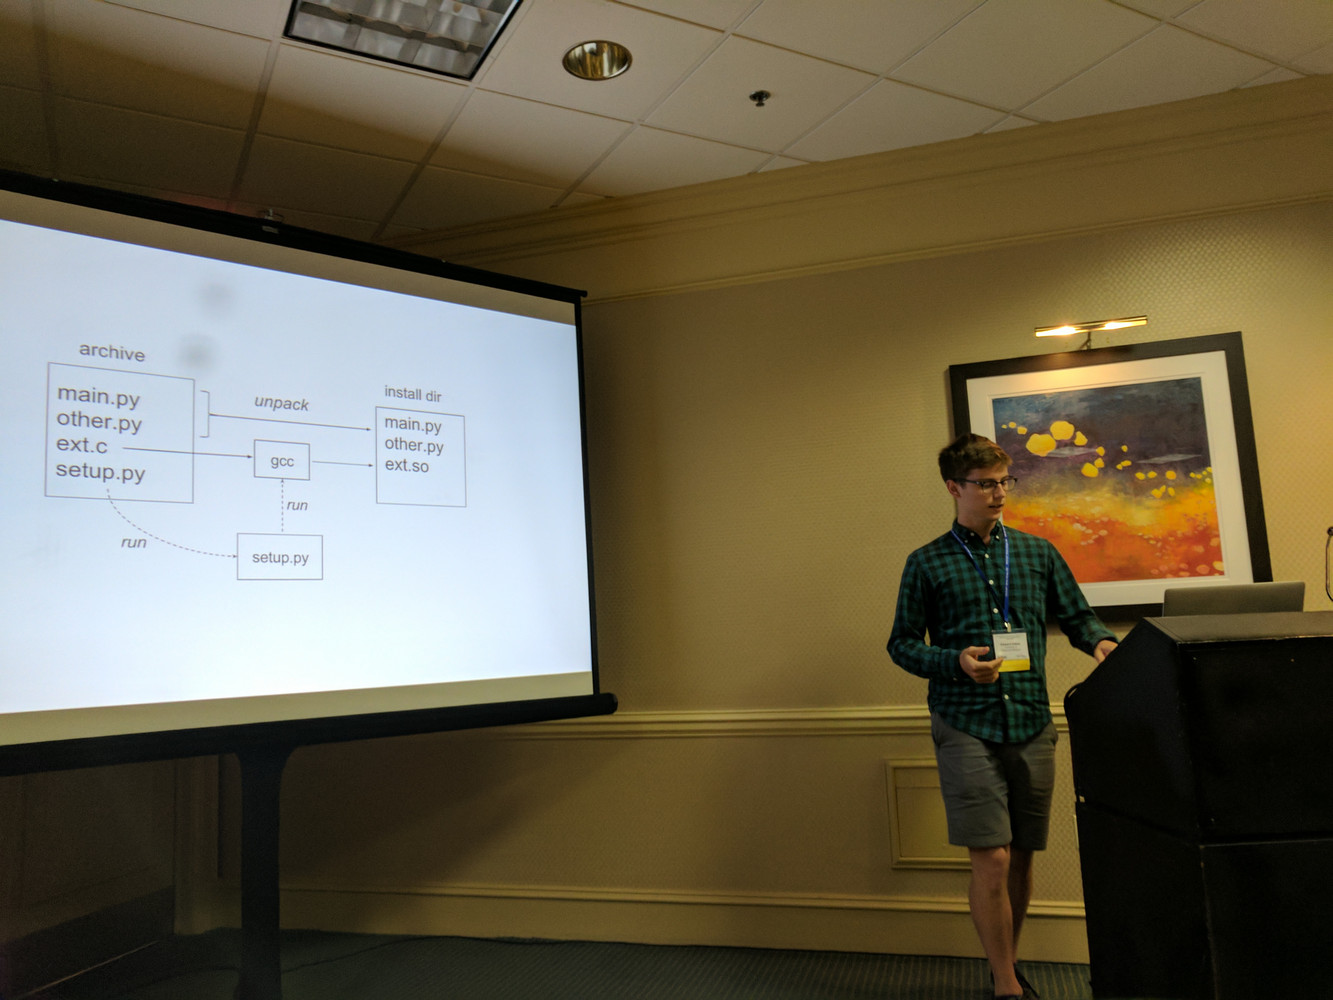 archive
main.py
other.py
ext.c
setup.py
unpack
gcc
run
run
setup.py
install dir
main.py
other.py
ext.so